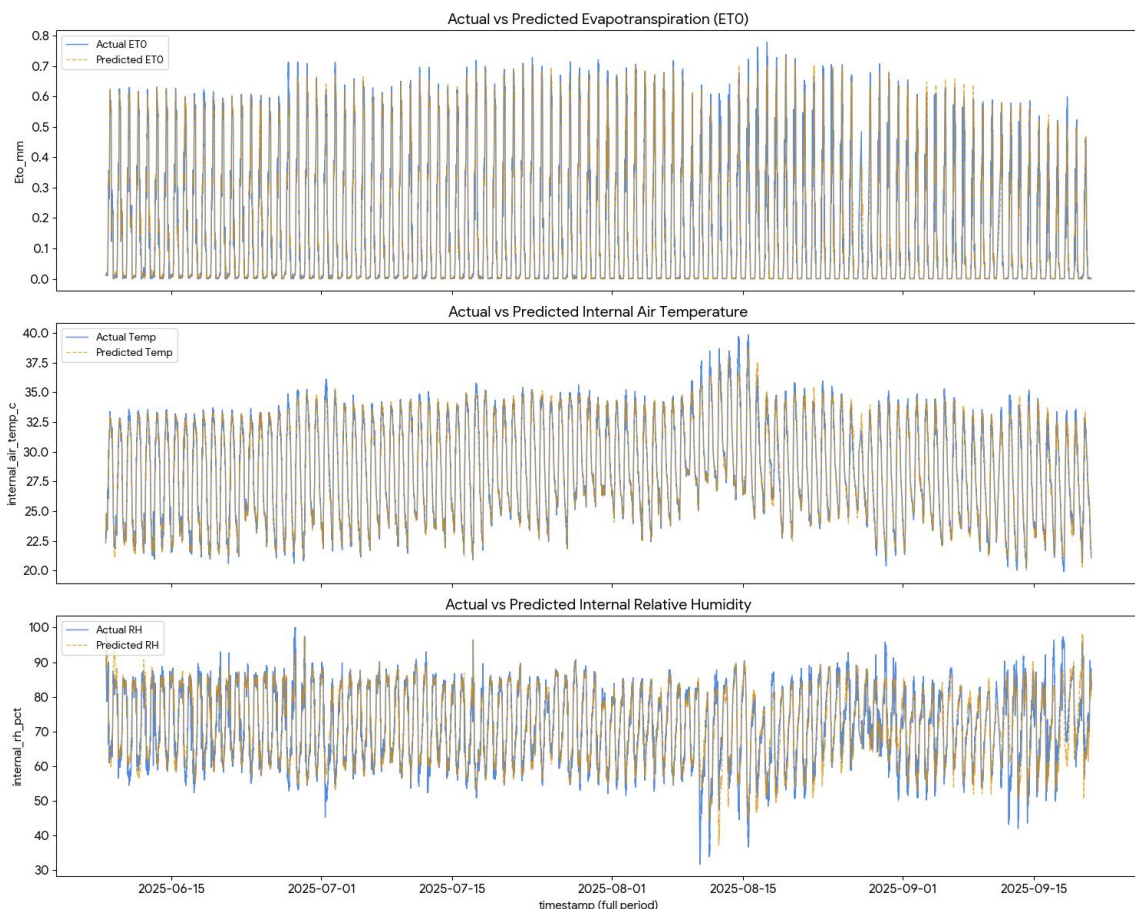 Actual vs Predicted Evapotranspiration (ET0)
Actual ET0
Predicted ET0
0.8
0.7
0.6
0.5
0.4
0.3
0.2
0.1
0.0
Eto_mm
Actual vs Predicted Internal Air Temperature
Actual Temp
Predicted Temp
40.0
37.5
35.0
32.5
30.0
27.5
25.0
22.5
20.0
internal_air_temp_c
Actual vs Predicted Internal Relative Humidity
Actual RH
Predicted RH
100
90
80
70
60
50
40
30
internal_rh_pct
2025-06-15 2025-07-01 2025-07-15 2025-08-01 2025-08-15 2025-09-01 2025-09-15
timestamp (full period)